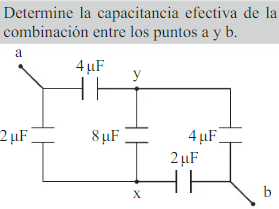 Determine la capacitancia efectiva de la
combinación entre los puntos a y b.
a
4 μF
y
2 μF
8 μF
4 μF
2 μF
x
b